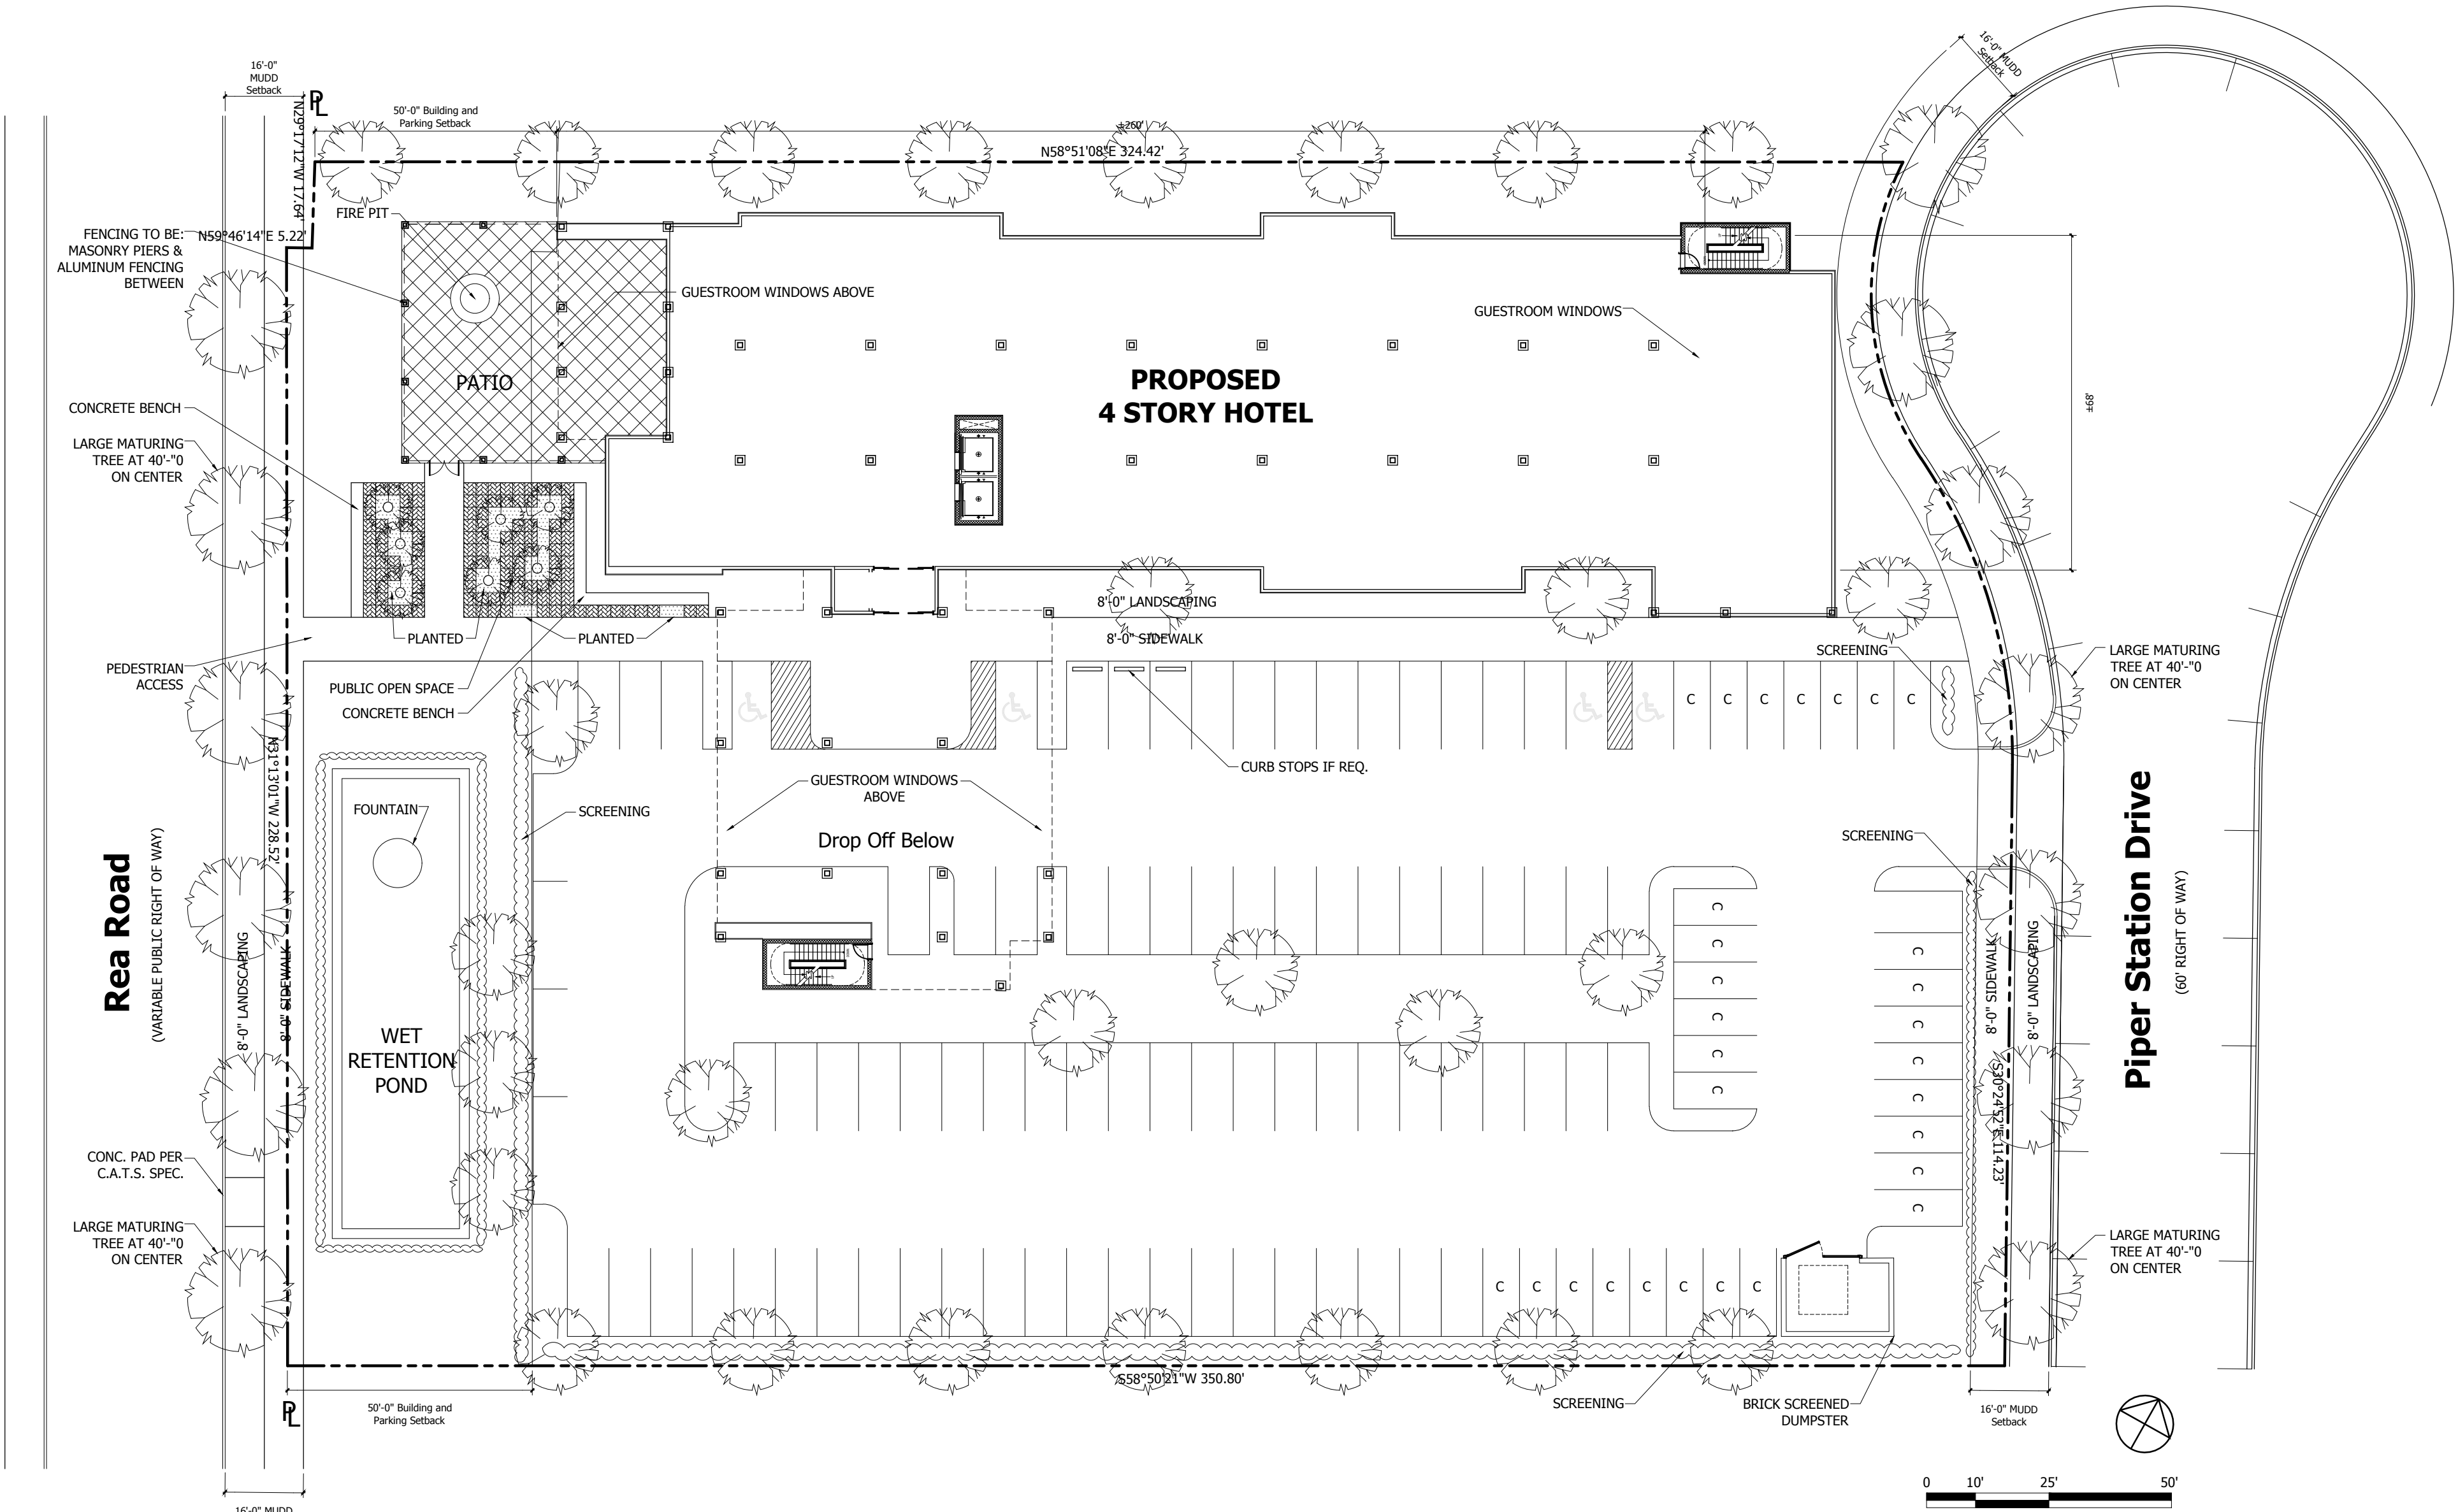 16'-0"
MUDD
Setback
PL
50'-0" Building and
Parking Setback
±260'
16'-0" MUDD
Setback
N29°17'12"W 17.64'
N58°51'08"E 324.42'
FIRE PIT
FENCING TO BE:
MASONRY PIERS &
ALUMINUM FENCING
BETWEEN
N59°46'14"E 5.22'
GUESTROOM WINDOWS ABOVE
GUESTROOM WINDOWS
PATIO
PROPOSED
4 STORY HOTEL
±68'
CONCRETE BENCH
LARGE MATURING
TREE AT 40'-"0
ON CENTER
8'-0" LANDSCAPING
8'-0" SIDEWALK
PLANTED
PLANTED
PEDESTRIAN
ACCESS
PUBLIC OPEN SPACE
CONCRETE BENCH
SCREENING
LARGE MATURING
TREE AT 40'-"0
ON CENTER
C C C C C C C
CURB STOPS IF REQ.
GUESTROOM WINDOWS
ABOVE
FOUNTAIN
SCREENING
Drop Off Below
SCREENING
N31°13'01"W 228.52'
Rea Road
(VARIABLE PUBLIC RIGHT OF WAY)
8'-0" LANDSCAPING
8'-0" SIDEWALK
WET
RETENTION
POND
C
C
C
C
C
C
C
C
C
C
C
C
C
C
8'-0" SIDEWALK
8'-0" LANDSCAPING
S30°24'52"E 114.23'
Piper Station Drive
(60' RIGHT OF WAY)
CONC. PAD PER
C.A.T.S. SPEC.
LARGE MATURING
TREE AT 40'-"0
ON CENTER
LARGE MATURING
TREE AT 40'-"0
ON CENTER
C C C C C C C C
S58°50'21"W 350.80'
PL
50'-0" Building and
Parking Setback
SCREENING
BRICK SCREENED
DUMPSTER
16'-0" MUDD
Setback
0 10' 25' 50'
16'-0" MUDD